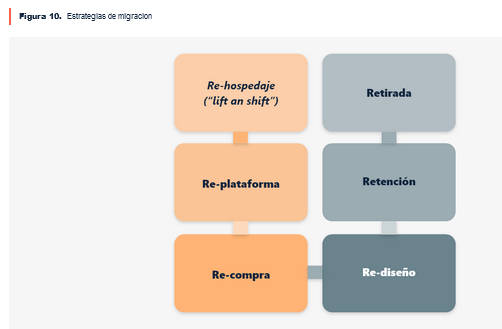 Figura 10. Estrategias de migracion
Re-hospedaje
("lift an shift")
Re-plataforma
Re-compra
Re-diseño
Retención
Retirada